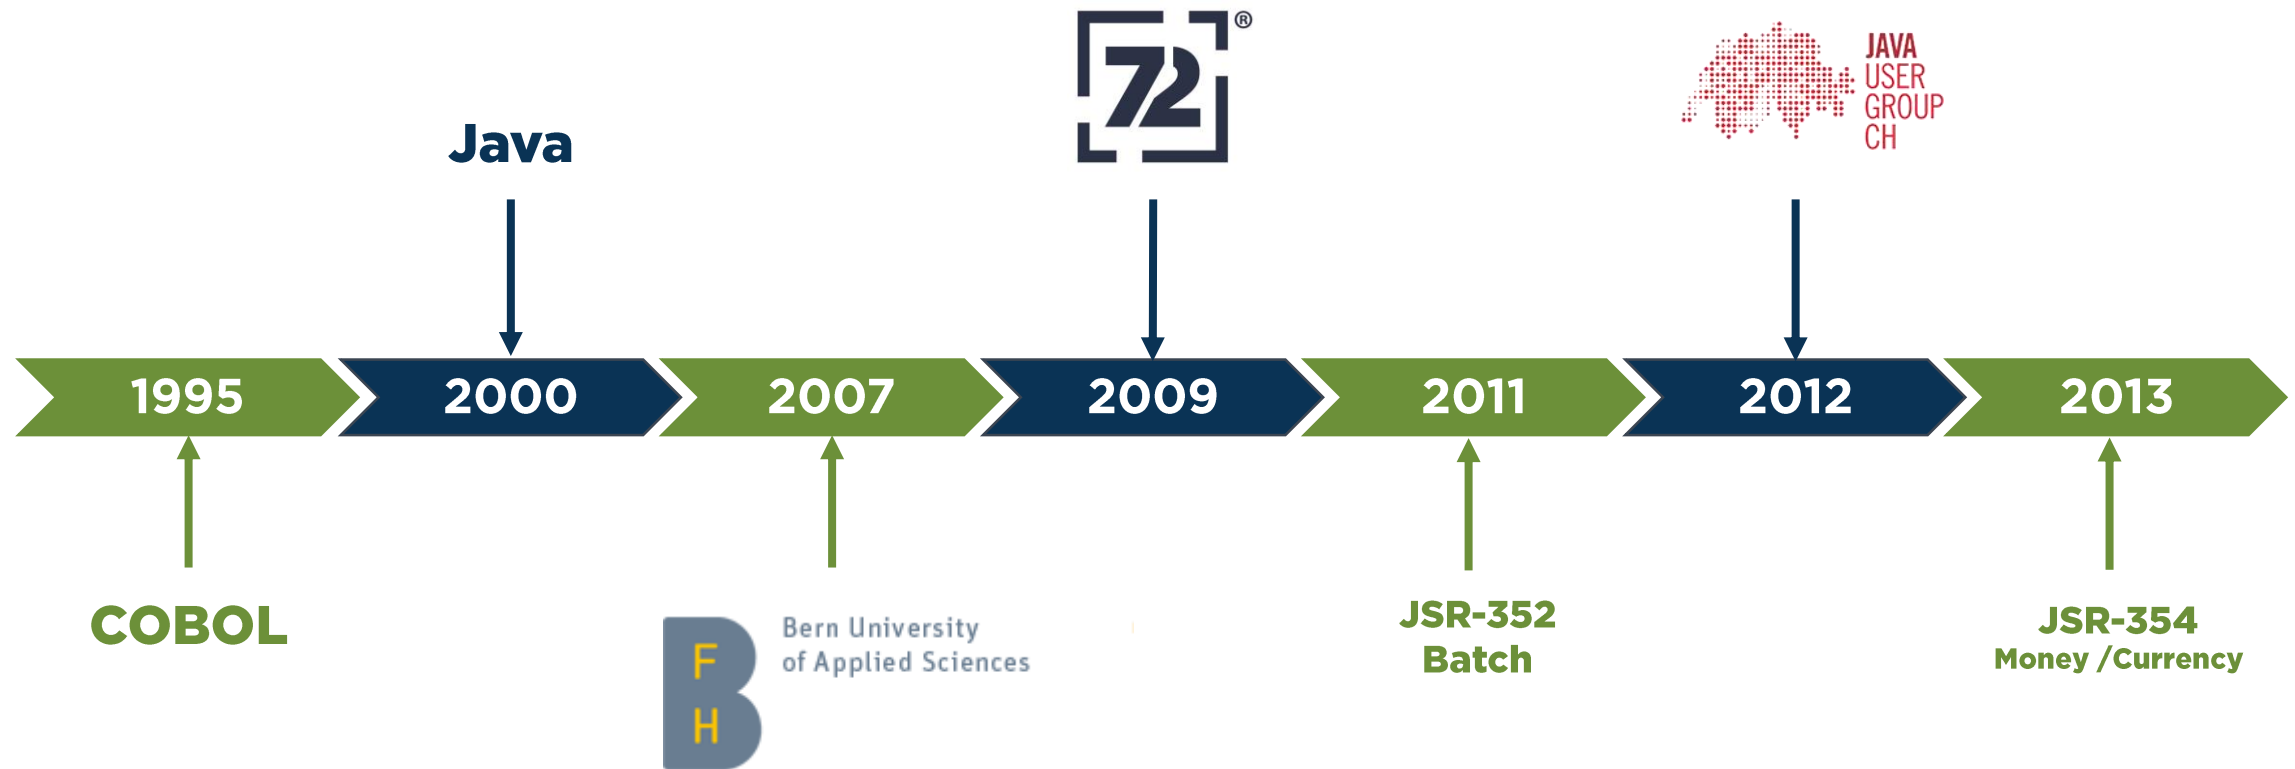 72®
JAVA
USER
GROUP
CH
Java
1995
2000
2007
2009
2011
2012
2013
COBOL
F
H
Bern University
of Applied Sciences
JSR-352
Batch
JSR-354
Money /Currency